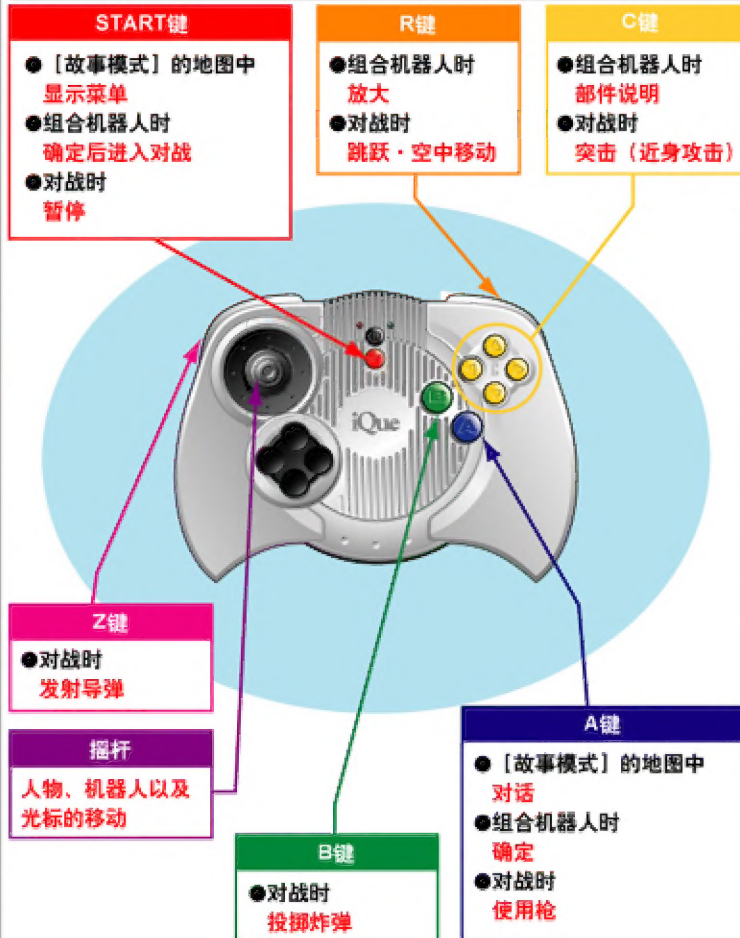 START键
●［故事模式］的地图中
显示菜单
●组合机器人时
确定后进入对战
●对战时
暂停
R键
●组合机器人时
放大
●对战时
跳跃·空中移动
C键
●组合机器人时
部件说明
●对战时
突击（近身攻击）
iQue
B
A
C
Z键
●对战时
发射导弹
摇杆
人物、机器人以及
光标的移动
B键
●对战时
投掷炸弹
A键
●［故事模式］的地图中
对话
●组合机器人时
确定
●对战时
使用枪